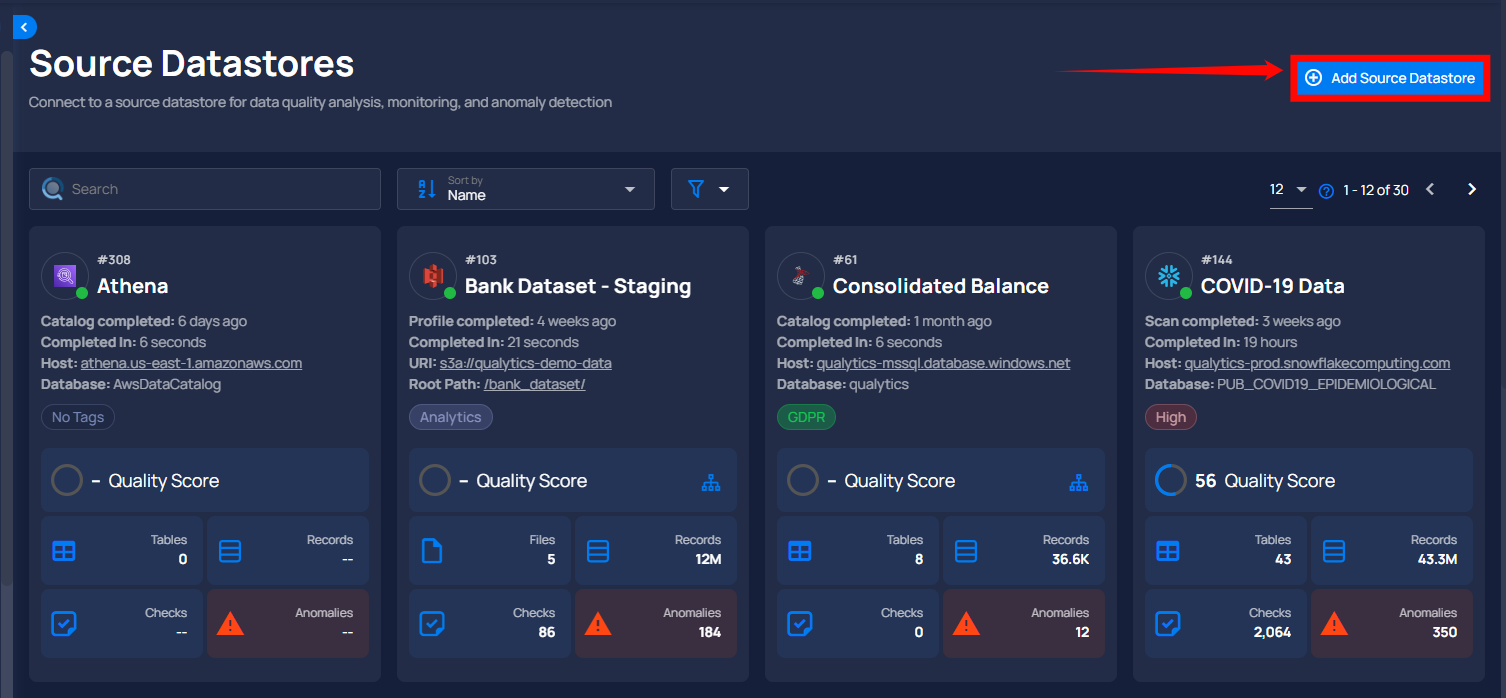 Source Datastores
Connect to a source datastore for data quality analysis, monitoring, and anomaly detection
Add Source Datastore
Search
Sort by
Name
12
1 - 12 of 30
#308
Athena
Catalog completed: 6 days ago
Completed In: 6 seconds
Host: athena.us-east-1.amazonaws.com
Database: AwsDataCatalog
No Tags
– Quality Score
Tables
0
Records
--
Checks
--
Anomalies
--
#103
Bank Dataset - Staging
Profile completed: 4 weeks ago
Completed In: 21 seconds
URI: s3a://qualytics-demo-data
Root Path: /bank_dataset/
Analytics
– Quality Score
Files
5
Records
12M
Checks
86
Anomalies
184
#61
Consolidated Balance
Catalog completed: 1 month ago
Completed In: 6 seconds
Host: qualytics-mssql.database.windows.net
Database: qualytics
GDPR
– Quality Score
Tables
8
Records
36.6K
Checks
0
Anomalies
12
#144
COVID-19 Data
Scan completed: 3 weeks ago
Completed In: 19 hours
Host: qualytics-prod.snowflakecomputing.com
Database: PUB_COVID19_EPIDEMIOLOGICAL
High
56 Quality Score
Tables
43
Records
43.3M
Checks
2,064
Anomalies
350